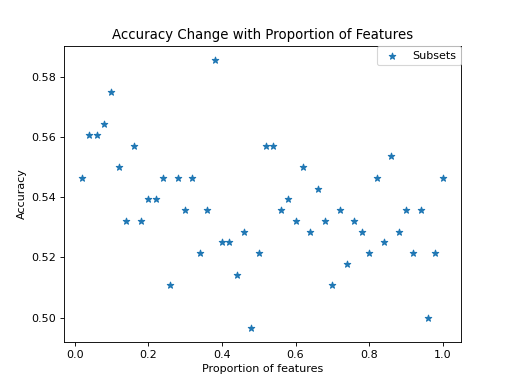 Accuracy Change with Proportion of Features
Subsets
0.58
0.56
0.54
0.52
0.50
Accuracy
0.0 0.2 0.4 0.6 0.8 1.0
Proportion of features